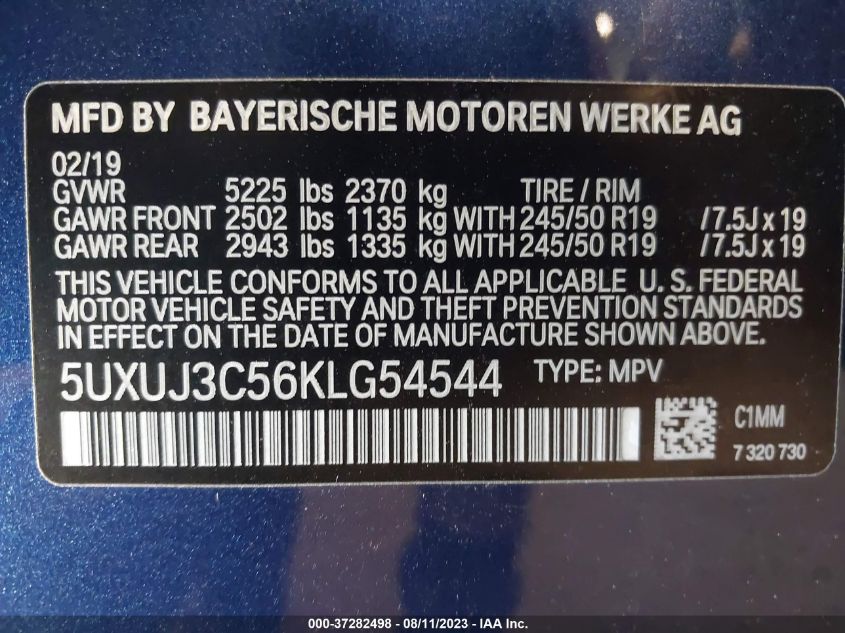 MFD BY BAYERISCHE MOTOREN WERKE AG
02/19
GVWR 5225 lbs 2370 kg TIRE / RIM
GAWR FRONT 2502 lbs 1135 kg WITH 245/50 R19 /7.5J x 19
GAWR REAR 2943 lbs 1335 kg WITH 245/50 R19 /7.5J x 19
THIS VEHICLE CONFORMS TO ALL APPLICABLE U. S. FEDERAL
MOTOR VEHICLE SAFETY AND THEFT PREVENTION STANDARDS
IN EFFECT ON THE DATE OF MANUFACTURE SHOWN ABOVE.
5UXUJ3C56KLG54544 TYPE: MPV
C1MM
7 320 730
000-37282498 - 08/11/2023 - IAA Inc.